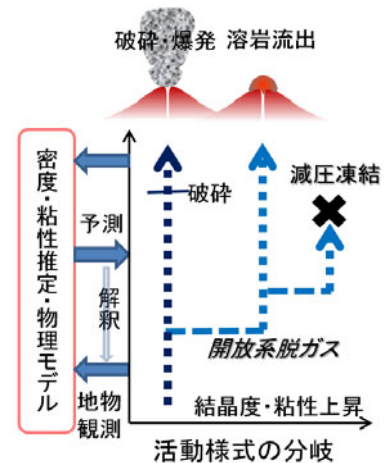 破砕・爆発 溶岩流出
密度・粘性推定・物理モデル
予測
解釈
地物
観測
破砕
減圧凍結
開放系脱ガス
結晶度・粘性上昇
活動様式の分岐